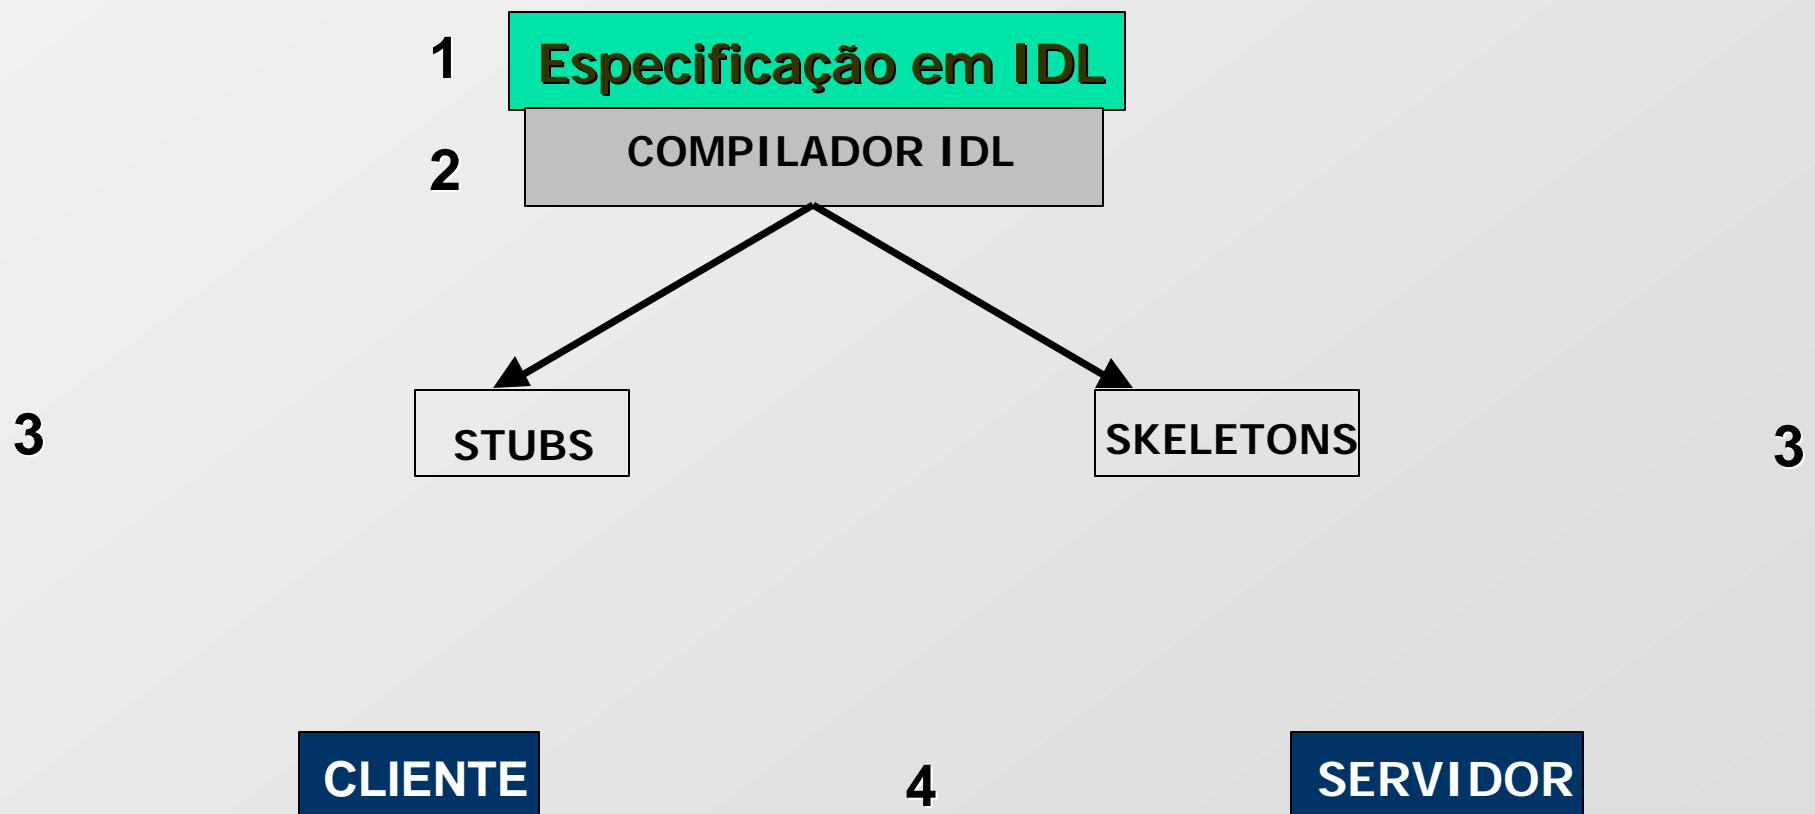 1
Especificação em IDL
2
COMPILADOR IDL
3
STUBS
SKELETONS
3
CLIENTE
4
SERVIDOR